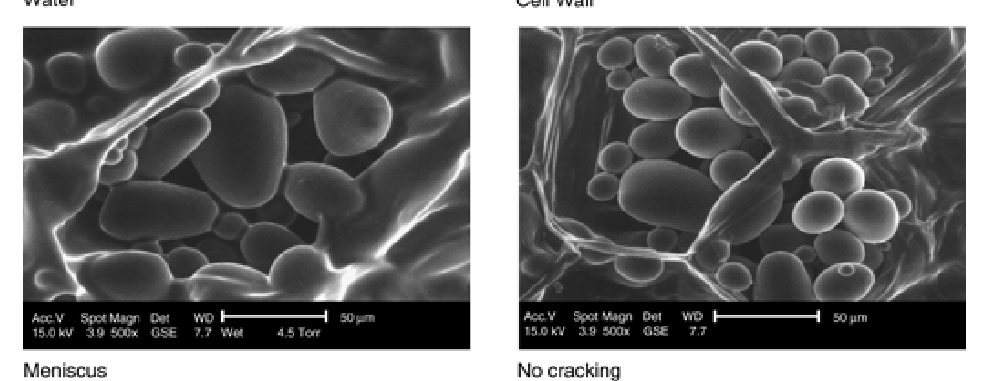 Water
Cell Wall
Acc.V Spot Magn Det WD 50 µm
15.0 kV 3.9 500x GSE 7.7 Wet 4.5 Torr
Acc.V Spot Magn Det WD 50 µm
15.0 kV 3.9 500x GSE 7.7
Meniscus
No cracking